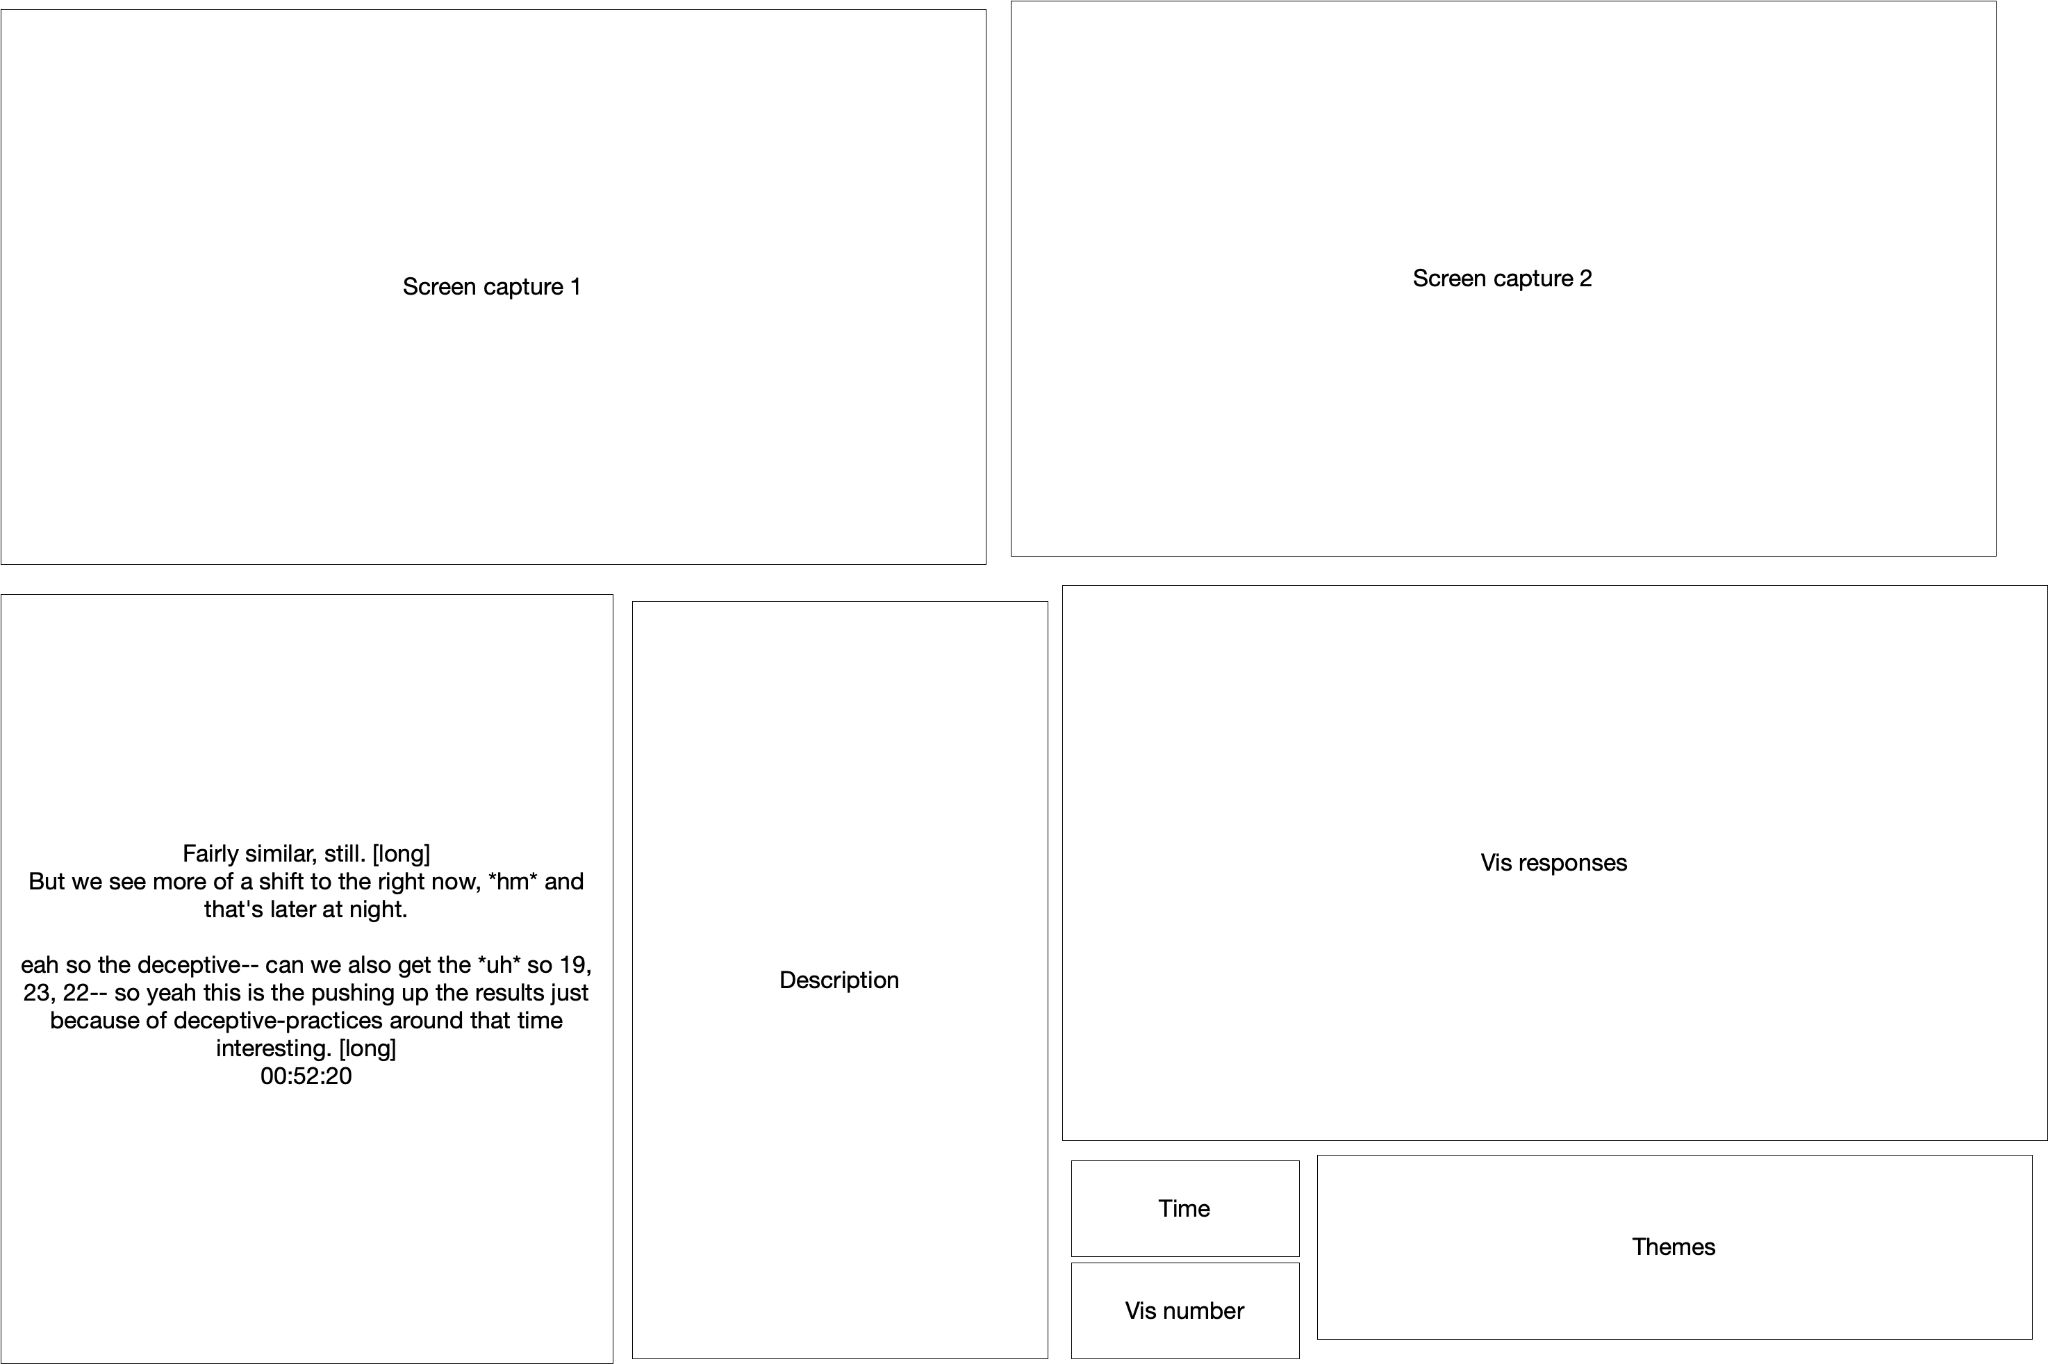 Screen capture 1
Screen capture 2
Fairly similar, still. [long]
But we see more of a shift to the right now, *hm* and
that's later at night.
eah so the deceptive-- can we also get the *uh* so 19,
23, 22-- so yeah this is the pushing up the results just
because of deceptive-practices around that time
interesting. [long]
00:52:20
Description
Vis responses
Time
Vis number
Themes